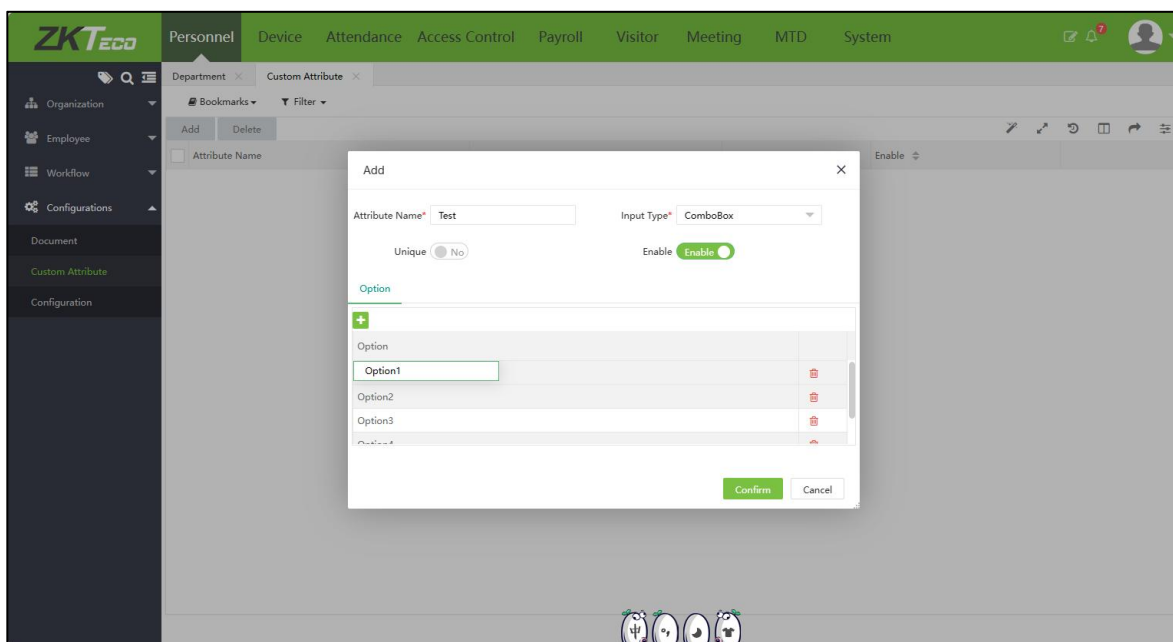 ZKTeco
Personnel Device Attendance Access Control Payroll Visitor Meeting MTD System
7
Department Custom Attribute
Organization
Bookmarks Filter
Add Delete
Employee
Attribute Name Enable
Workflow
Configurations
Document
Custom Attribute
Configuration
Add
Attribute Name* Test Input Type* ComboBox
Unique No Enable Enable
Option
Option
Option1
Option2
Option3
Option4
Confirm Cancel
中